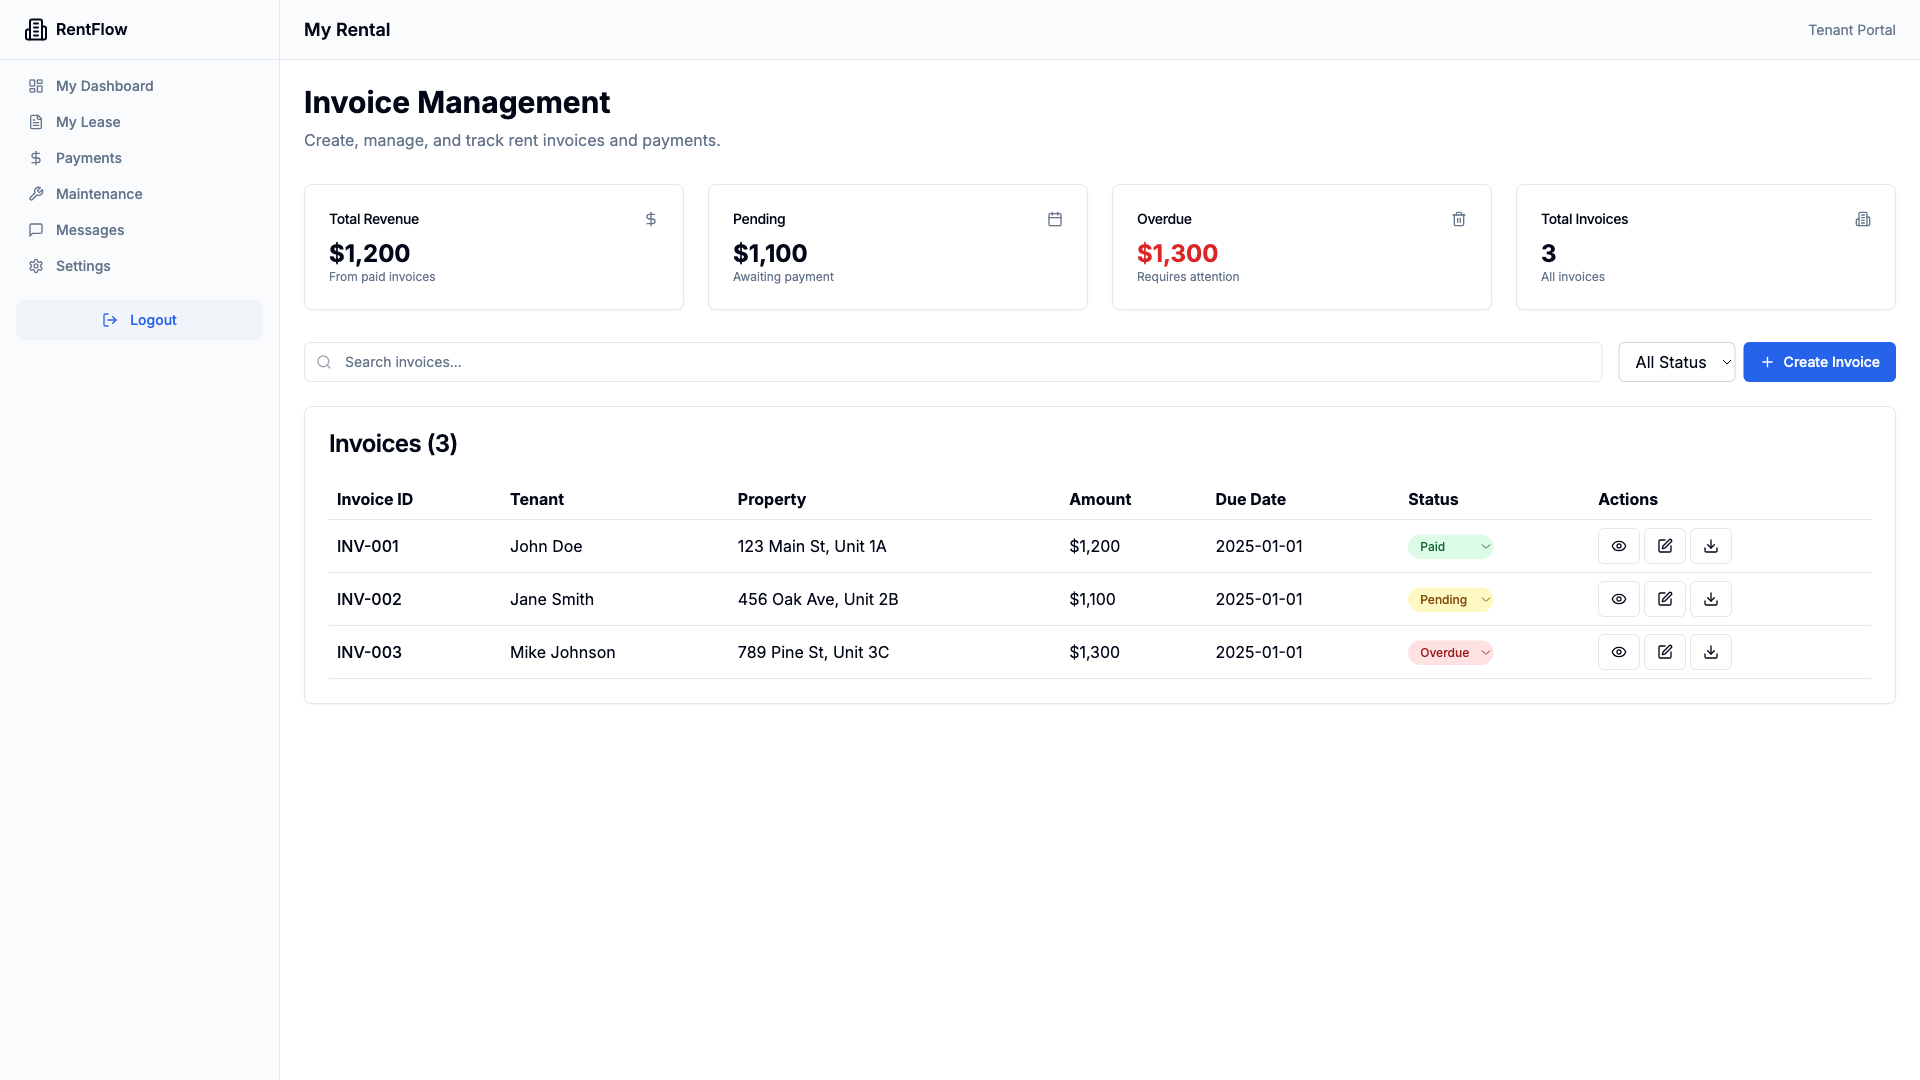 RentFlow
My Rental
Tenant Portal
My Dashboard
My Lease
Payments
Maintenance
Messages
Settings
Logout
Invoice Management
Create, manage, and track rent invoices and payments.
Total Revenue
$1,200
From paid invoices
Pending
$1,100
Awaiting payment
Overdue
$1,300
Requires attention
Total Invoices
3
All invoices
Search invoices...
All Status
Create Invoice
Invoices (3)
Invoice ID Tenant Property Amount Due Date Status Actions
INV-001 John Doe 123 Main St, Unit 1A $1,200 2025-01-01 Paid
INV-002 Jane Smith 456 Oak Ave, Unit 2B $1,100 2025-01-01 Pending
INV-003 Mike Johnson 789 Pine St, Unit 3C $1,300 2025-01-01 Overdue